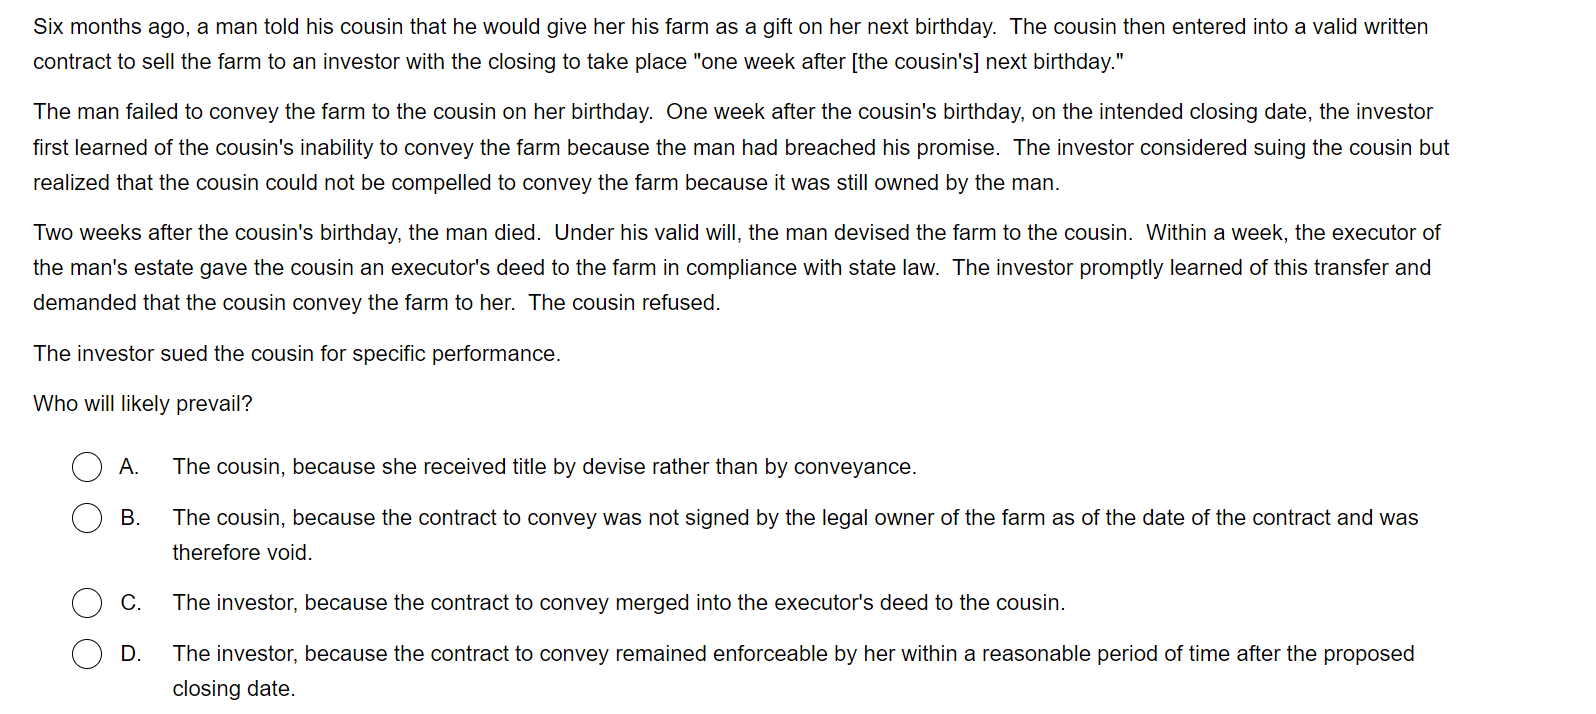 Six months ago, a man told his cousin that he would give her his farm as a gift on her next birthday.  The cousin then entered into a valid written
contract to sell the farm to an investor with the closing to take place "one week after [the cousin's] next birthday."
The man failed to convey the farm to the cousin on her birthday.  One week after the cousin's birthday, on the intended closing date, the investor
first learned of the cousin's inability to convey the farm because the man had breached his promise.  The investor considered suing the cousin but
realized that the cousin could not be compelled to convey the farm because it was still owned by the man.
Two weeks after the cousin's birthday, the man died.  Under his valid will, the man devised the farm to the cousin.  Within a week, the executor of
the man's estate gave the cousin an executor's deed to the farm in compliance with state law.  The investor promptly learned of this transfer and
demanded that the cousin convey the farm to her.  The cousin refused.
The investor sued the cousin for specific performance.
Who will likely prevail?
A. The cousin, because she received title by devise rather than by conveyance.
B. The cousin, because the contract to convey was not signed by the legal owner of the farm as of the date of the contract and was
therefore void.
C. The investor, because the contract to convey merged into the executor's deed to the cousin.
D. The investor, because the contract to convey remained enforceable by her within a reasonable period of time after the proposed
closing date.